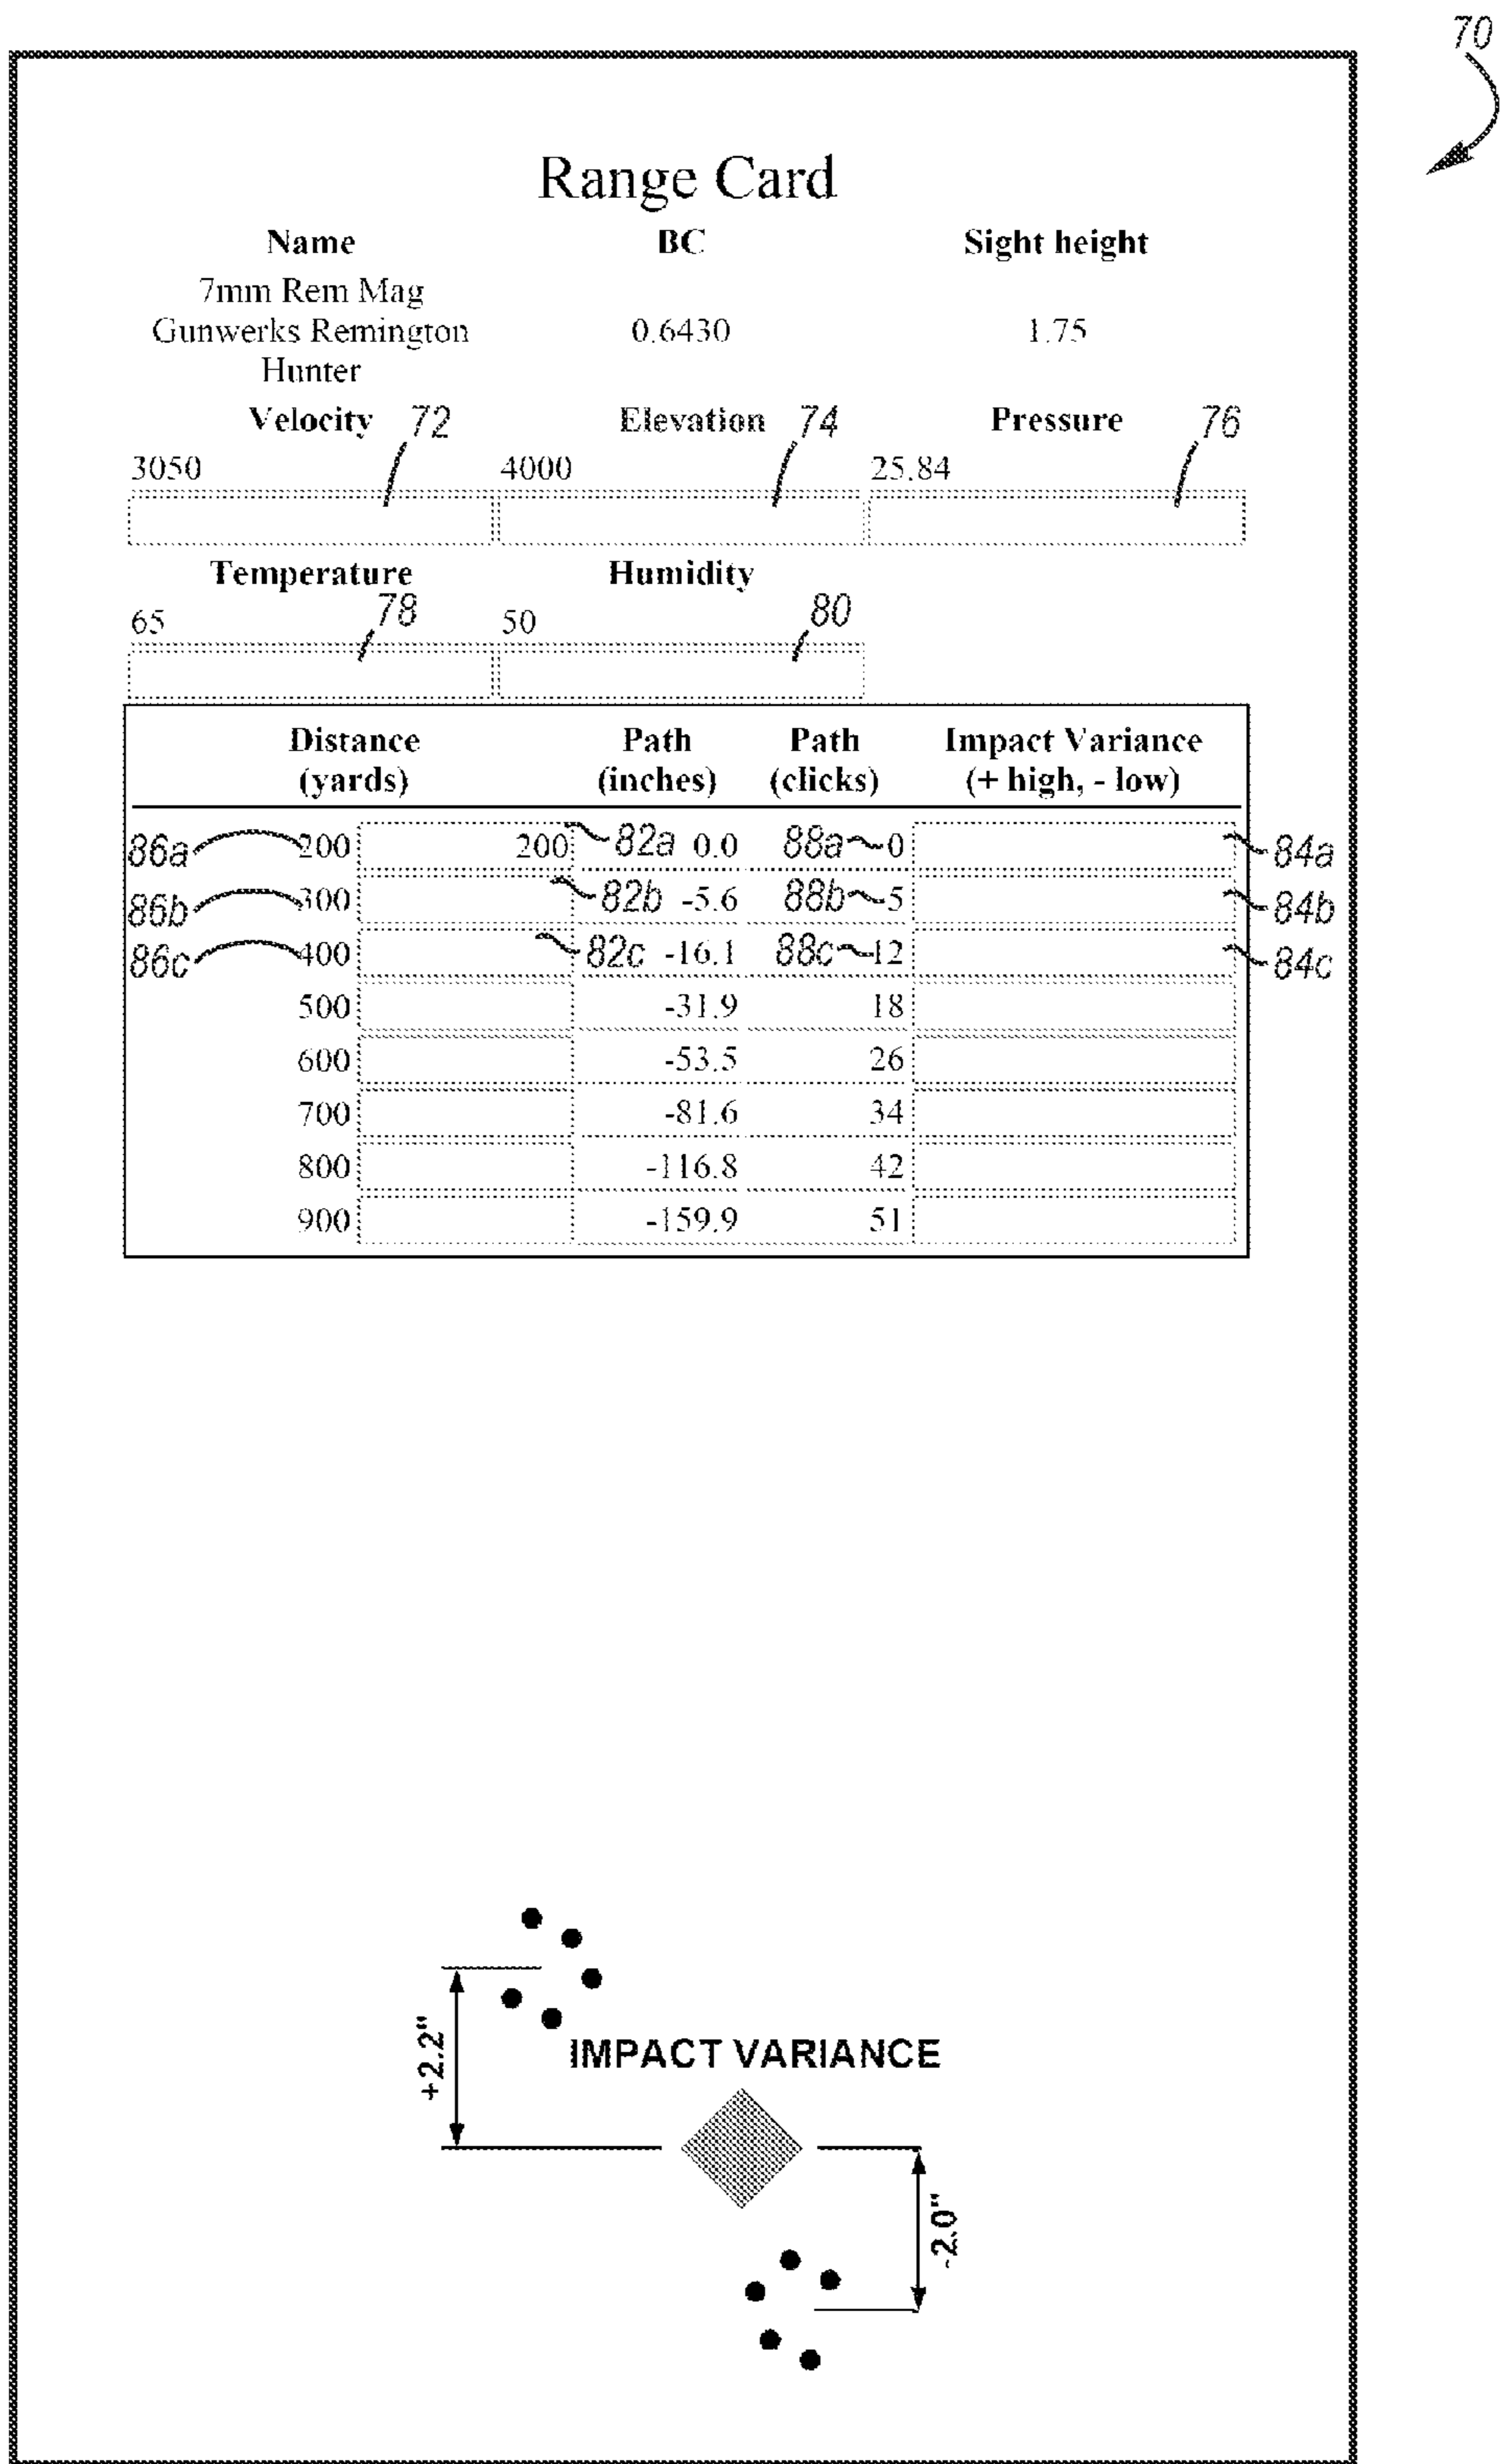 70
Range Card
Name BC Sight height
7mm Rem Mag
Gunwerks Remington 0.6430 1.75
Hunter
Velocity 72 Elevation 74 Pressure 76
3050 4000 25.84
Temperature Humidity
65 78 50 80
Distance Path Path Impact Variance
(yards) (inches) (clicks) (+ high, - low)
86a 200 200 82a 0.0 88a 0 84a
86b 300 82b -5.6 88b 5 84b
86c 400 82c -16.1 88c 12 84c
500 -31.9 18
600 -53.5 26
700 -81.6 34
800 -116.8 42
900 -159.9 51
+2.2"
IMPACT VARIANCE
-2.0"